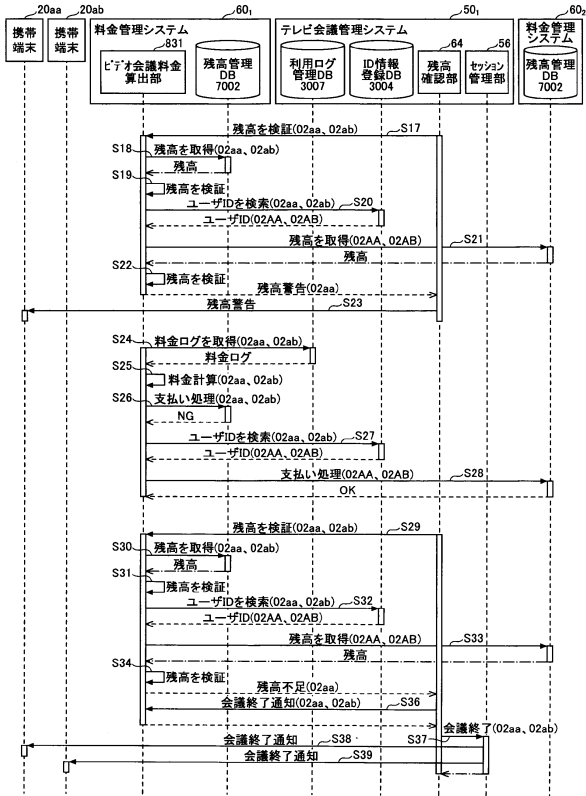 20aa 20ab 60₁ 50₁ 60₂
携帯端末
携帯端末
料金管理システム
831
ビデオ会議料金算出部
残高管理DB 7002
テレビ会議管理システム
64 56
利用ログ管理DB 3007
ID情報登録DB 3004
残高確認部
セッション管理部
料金管理システム
残高管理DB 7002
残高を検証(02aa、02ab) S17
S18 残高を取得(02aa、02ab)
残高
S19
残高を検証
ユーザIDを検索(02aa、02ab) S20
ユーザID(02AA、02AB)
残高を取得(02AA、02AB) S21
残高
S22
残高を検証
残高警告(02aa)
残高警告 S23
S24 料金ログを取得(02aa、02ab)
料金ログ
S25
料金計算(02aa、02ab)
S26 支払い処理(02aa、02ab)
NG
ユーザIDを検索(02aa、02ab) S27
ユーザID(02AA、02AB)
支払い処理(02AA、02AB) S28
OK
残高を検証(02aa、02ab) S29
S30 残高を取得(02aa、02ab)
残高
S31
残高を検証
ユーザIDを検索(02aa、02ab) S32
ユーザID(02AA、02AB)
残高を取得(02AA、02AB) S33
残高
S34
残高を検証
残高不足(02aa)
会議終了通知(02aa、02ab) S36
S37 会議終了(02aa、02ab)
会議終了通知 S38
会議終了通知 S39